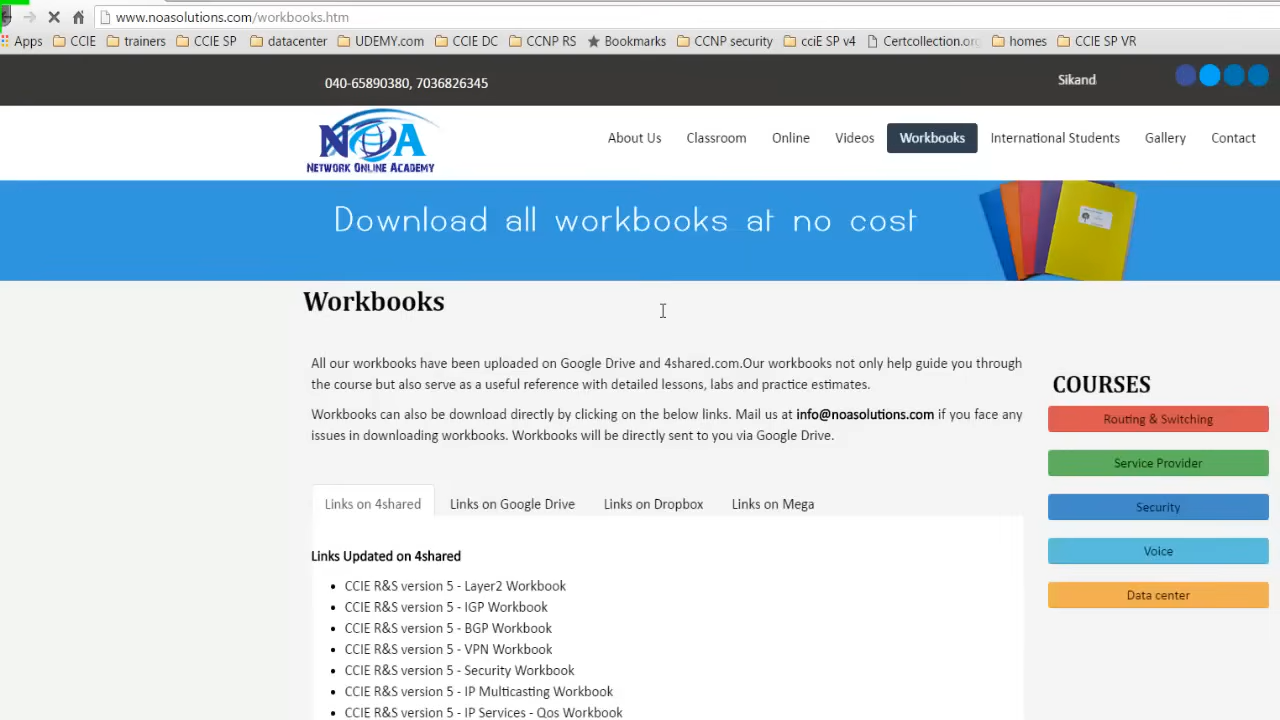 www.noasolutions.com/workbooks.htm
Apps CCIE trainers CCIE SP datacenter UDEMY.com CCIE DC CCNP RS Bookmarks CCNP security cciE SP v4 Certcollection.org homes CCIE SP VR
040-65890380, 7036826345
Sikand
NOA
NETWORK ONLINE ACADEMY
About Us Classroom Online Videos Workbooks International Students Gallery Contact
Download all workbooks at no cost
Workbooks
All our workbooks have been uploaded on Google Drive and 4shared.com.Our workbooks not only help guide you through
the course but also serve as a useful reference with detailed lessons, labs and practice estimates.
Workbooks can also be download directly by clicking on the below links. Mail us at info@noasolutions.com if you face any
issues in downloading workbooks. Workbooks will be directly sent to you via Google Drive.
Links on 4shared Links on Google Drive Links on Dropbox Links on Mega
Links Updated on 4shared
CCIE R&S version 5 - Layer2 Workbook
CCIE R&S version 5 - IGP Workbook
CCIE R&S version 5 - BGP Workbook
CCIE R&S version 5 - VPN Workbook
CCIE R&S version 5 - Security Workbook
CCIE R&S version 5 - IP Multicasting Workbook
CCIE R&S version 5 - IP Services - Qos Workbook
COURSES
Routing & Switching
Service Provider
Security
Voice
Data center